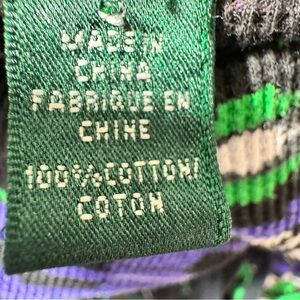 MADE IN
CHINA
FABRIQUE EN
CHINE
100%COTTON/
COTON